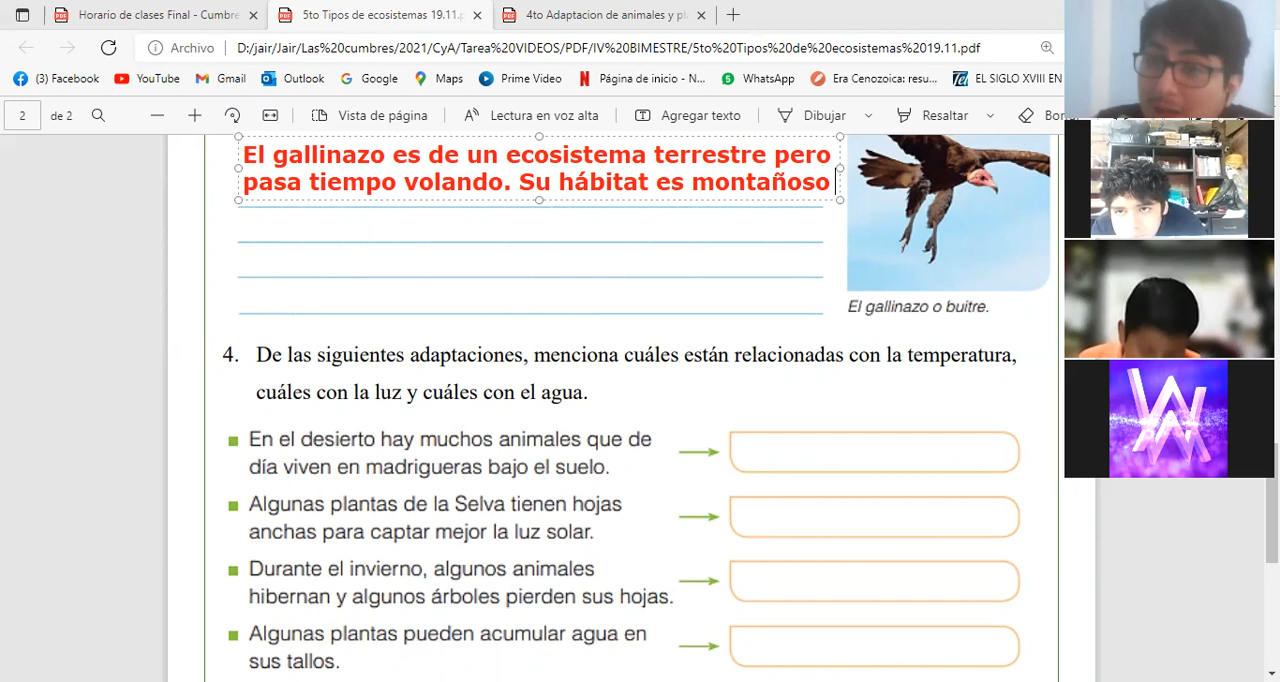 Horario de clases Final - Cumbre
5to Tipos de ecosistemas 19.11.p
4to Adaptacion de animales y pl
Archivo
D:/jair/Jair/Las%20cumbres/2021/CyA/Tarea%20VIDEOS/PDF/IV%20BIMESTRE/5to%20Tipos%20de%20ecosistemas%2019.11.pdf
(3) Facebook
YouTube
Gmail
Outlook
Google
Maps
Prime Video
Página de inicio - N...
WhatsApp
Era Cenozoica: resu...
EL SIGLO XVIII EN
2 de 2
Vista de página
Lectura en voz alta
Agregar texto
Dibujar
Resaltar
El gallinazo es de un ecosistema terrestre pero
pasa tiempo volando. Su hábitat es montañoso
El gallinazo o buitre.
4. De las siguientes adaptaciones, menciona cuáles están relacionadas con la temperatura,
cuáles con la luz y cuáles con el agua.
En el desierto hay muchos animales que de
día viven en madrigueras bajo el suelo.
Algunas plantas de la Selva tienen hojas
anchas para captar mejor la luz solar.
Durante el invierno, algunos animales
hibernan y algunos árboles pierden sus hojas.
Algunas plantas pueden acumular agua en
sus tallos.